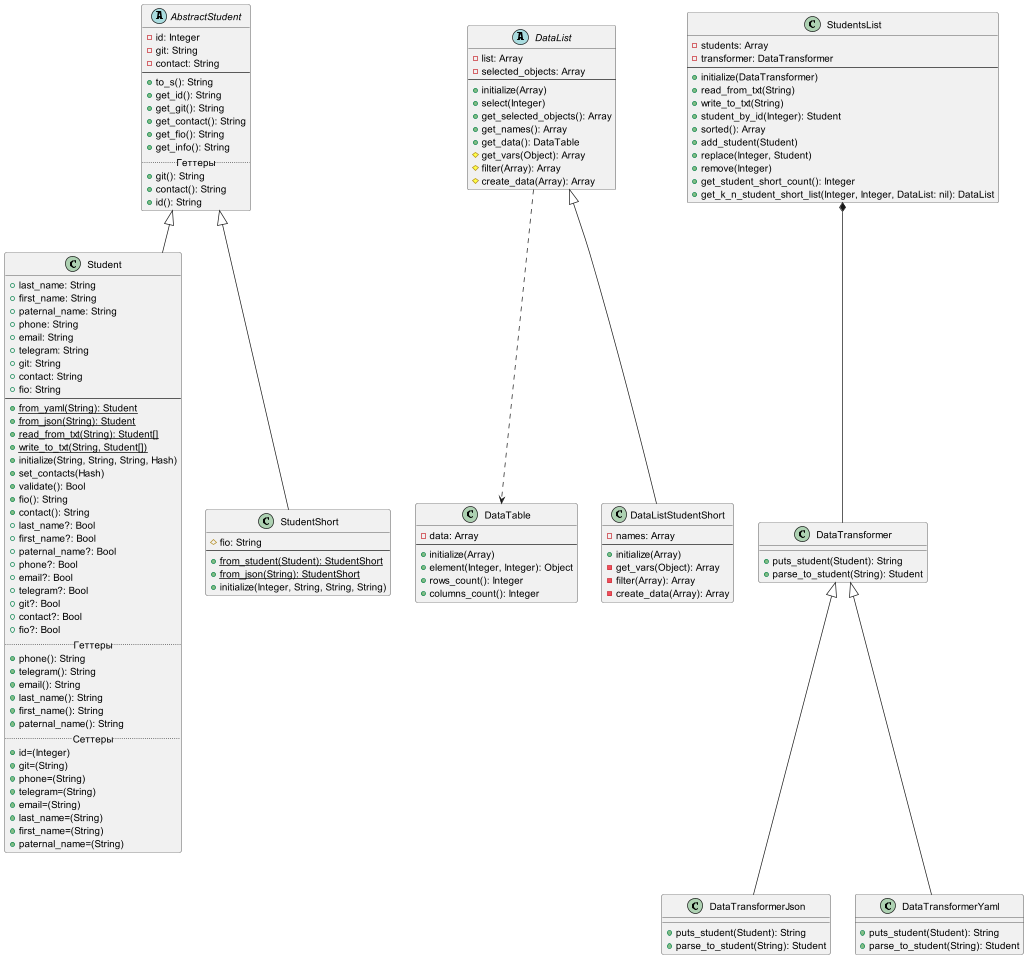 AbstractStudent
id: Integer
git: String
contact: String
to_s(): String
get_id(): String
get_git(): String
get_contact(): String
get_fio(): String
get_info(): String
Геттеры
git(): String
contact(): String
id(): String
DataList
list: Array
selected_objects: Array
initialize(Array)
select(Integer)
get_selected_objects(): Array
get_names(): Array
get_data(): DataTable
get_vars(Object): Array
filter(Array): Array
create_data(Array): Array
StudentsList
students: Array
transformer: DataTransformer
initialize(DataTransformer)
read_from_txt(String)
write_to_txt(String)
student_by_id(Integer): Student
sorted(): Array
add_student(Student)
replace(Integer, Student)
remove(Integer)
get_student_short_count(): Integer
get_k_n_student_short_list(Integer, Integer, DataList: nil): DataList
Student
last_name: String
first_name: String
paternal_name: String
phone: String
email: String
telegram: String
git: String
contact: String
fio: String
from_yaml(String): Student
from_json(String): Student
read_from_txt(String): Student[]
write_to_txt(String, Student[])
initialize(String, String, String, Hash)
set_contacts(Hash)
validate(): Bool
fio(): String
contact(): String
last_name?: Bool
first_name?: Bool
paternal_name?: Bool
phone?: Bool
email?: Bool
telegram?: Bool
git?: Bool
contact?: Bool
fio?: Bool
Геттеры
phone(): String
telegram(): String
email(): String
last_name(): String
first_name(): String
paternal_name(): String
Сеттеры
id=(Integer)
git=(String)
phone=(String)
telegram=(String)
email=(String)
last_name=(String)
first_name=(String)
paternal_name=(String)
StudentShort
fio: String
from_student(Student): StudentShort
from_json(String): StudentShort
initialize(Integer, String, String, String)
DataTable
data: Array
initialize(Array)
element(Integer, Integer): Object
rows_count(): Integer
columns_count(): Integer
DataListStudentShort
names: Array
initialize(Array)
get_vars(Object): Array
filter(Array): Array
create_data(Array): Array
DataTransformer
puts_student(Student): String
parse_to_student(String): Student
DataTransformerJson
puts_student(Student): String
parse_to_student(String): Student
DataTransformerYaml
puts_student(Student): String
parse_to_student(String): Student